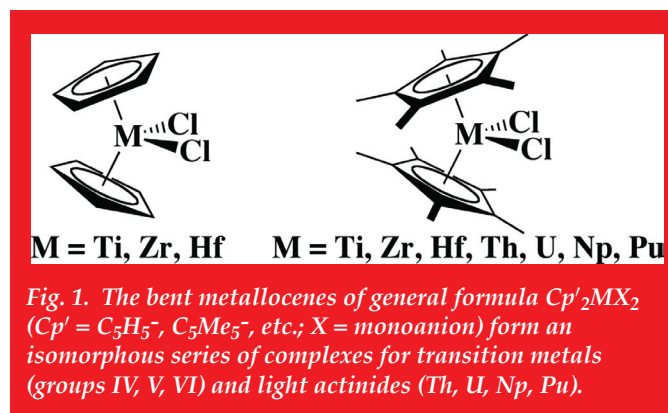 M Cl Cl M Cl Cl
M = Ti, Zr, Hf M = Ti, Zr, Hf, Th, U, Np, Pu
Fig. 1. The bent metallocenes of general formula Cp′₂MX₂
(Cp′ = C₅H₅⁻, C₅Me₅⁻, etc.; X = monoanion) form an
isomorphous series of complexes for transition metals
(groups IV, V, VI) and light actinides (Th, U, Np, Pu).